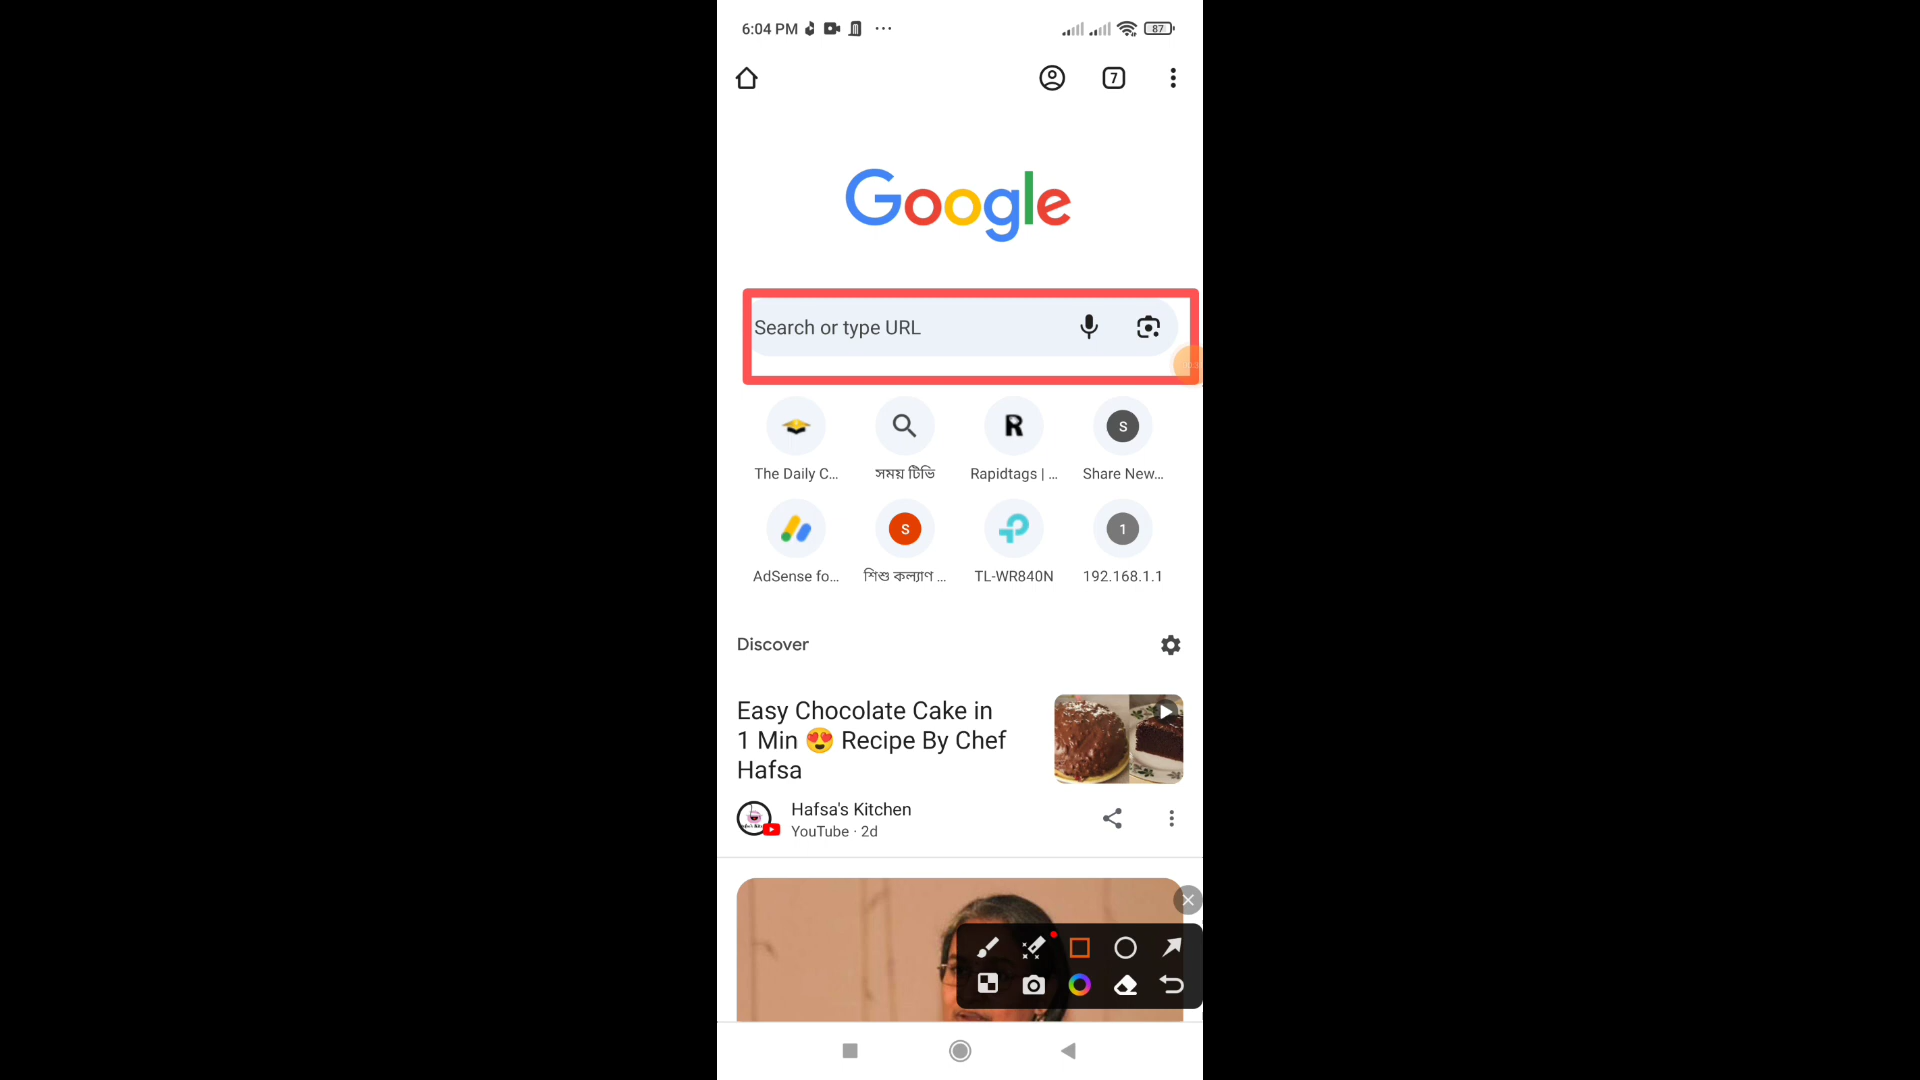 6:04 PM
87
7
Google
Search or type URL
The Daily C...
সময় টিভি
R
Rapidtags | ...
S
Share New...
AdSense fo...
S
শিশু কল্যাণ ...
TL-WR840N
1
192.168.1.1
Discover
Easy Chocolate Cake in
1 Min 😍 Recipe By Chef
Hafsa
Hafsa's Kitchen
YouTube · 2d